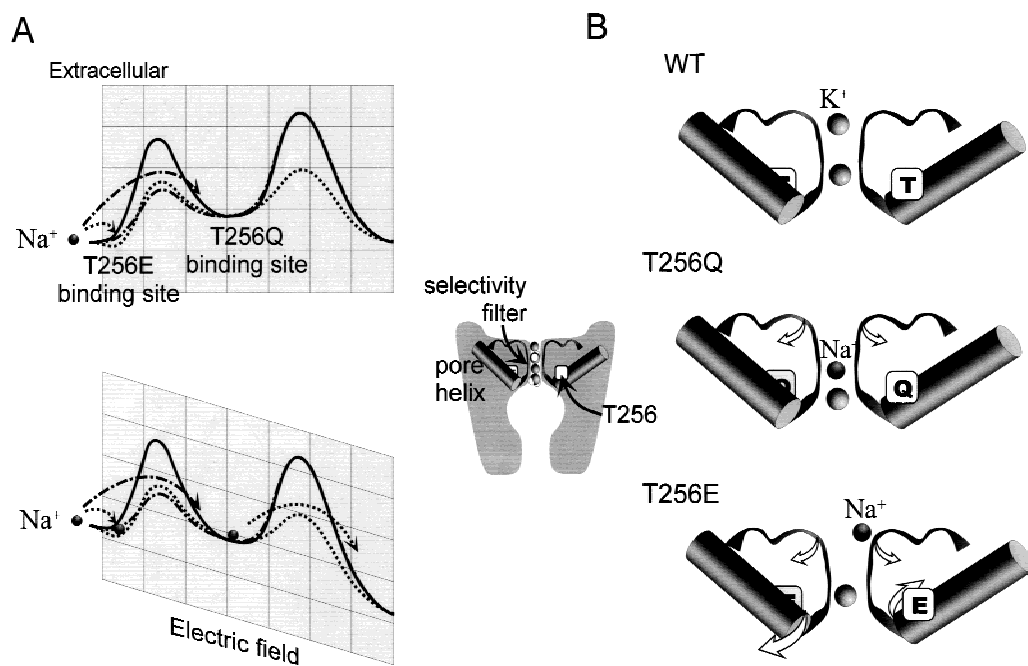 A
Extracellular
Na⁺
T256E
binding site
T256Q
binding site
Na⁺
Electric field
selectivity
filter
pore
helix
T256
B
WT
K⁺
T
T256Q
Na⁺
Q
T256E
Na⁺
E